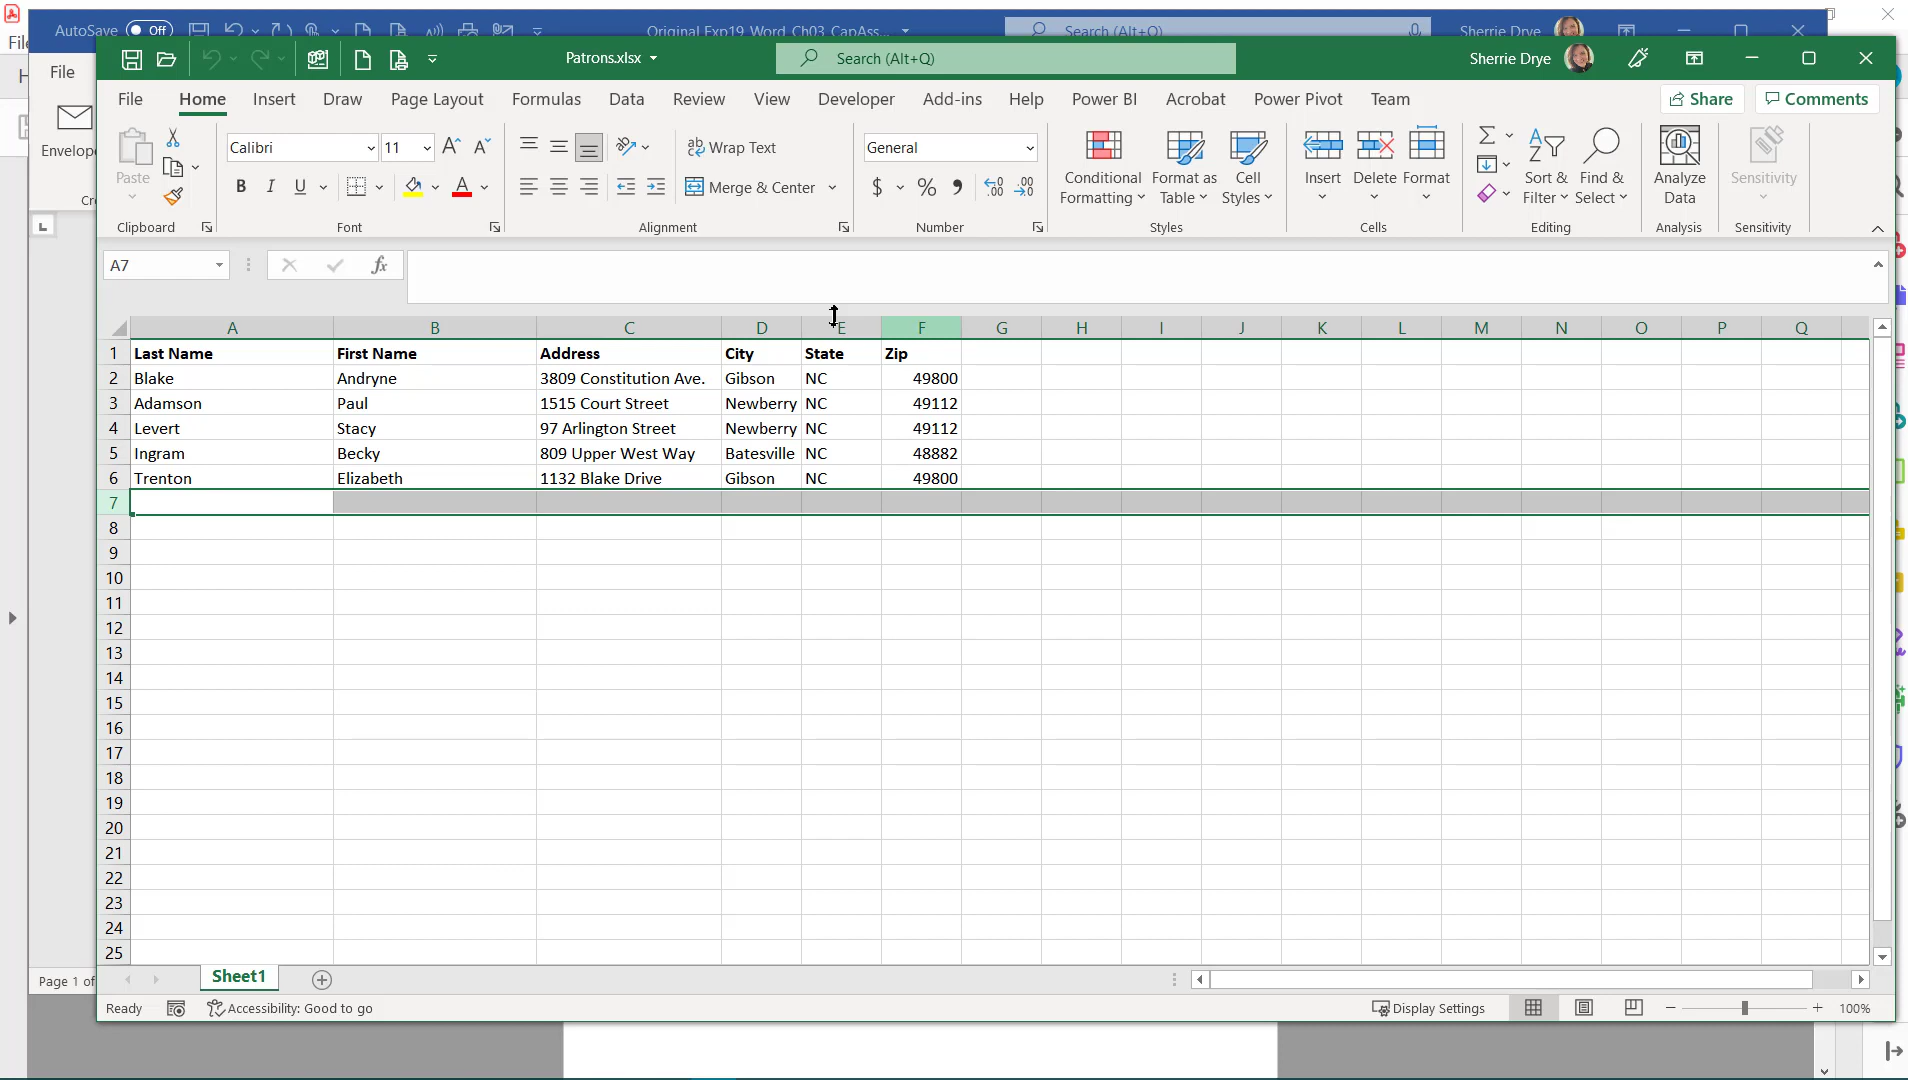 AutoSave Off Original Exp19_Word_Ch03_CapAss... Search (Alt+Q) Sherrie Drye
File
Patrons.xlsx Search (Alt+Q) Sherrie Drye
File Home Insert Draw Page Layout Formulas Data Review View Developer Add-ins Help Power BI Acrobat Power Pivot Team Share Comments
Paste Calibri 11 Wrap Text General Conditional Formatting Format as Table Cell Styles Insert Delete Format Sort & Filter Find & Select Analyze Data Sensitivity
B I U A Merge & Center $ % ,
Clipboard Font Alignment Number Styles Cells Editing Analysis Sensitivity
A7 fx
A B C D E F G H I J K L M N O P Q
1 Last Name First Name Address City State Zip
2 Blake Andryne 3809 Constitution Ave. Gibson NC 49800
3 Adamson Paul 1515 Court Street Newberry NC 49112
4 Levert Stacy 97 Arlington Street Newberry NC 49112
5 Ingram Becky 809 Upper West Way Batesville NC 48882
6 Trenton Elizabeth 1132 Blake Drive Gibson NC 49800
7
8
9
10
11
12
13
14
15
16
17
18
19
20
21
22
23
24
25
Sheet1
Page 1 of
Ready Accessibility: Good to go Display Settings 100%